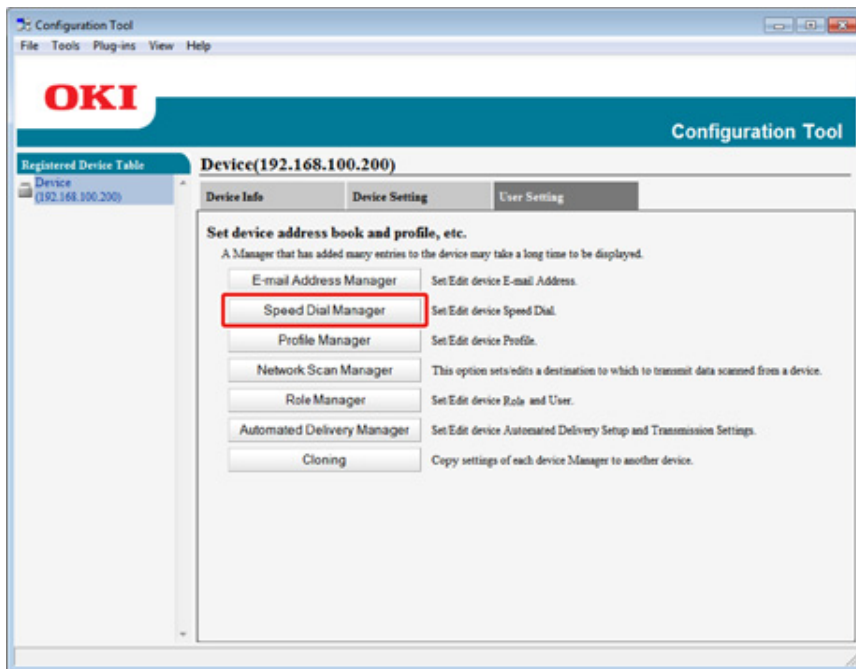 Configuration Tool
File Tools Plug-ins View Help
OKI
Configuration Tool
Registered Device Table
Device
(192.168.100.200)
Device(192.168.100.200)
Device Info Device Setting User Setting
Set device address book and profile, etc.
A Manager that has added many entries to the device may take a long time to be displayed.
E-mail Address Manager Set/Edit device E-mail Address.
Speed Dial Manager Set/Edit device Speed Dial.
Profile Manager Set/Edit device Profile.
Network Scan Manager This option sets/edits a destination to which to transmit data scanned from a device.
Role Manager Set/Edit device Role and User.
Automated Delivery Manager Set/Edit device Automated Delivery Setup and Transmission Settings.
Cloning Copy settings of each device Manager to another device.